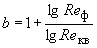 b = 1 + lg Re_ф / lg Re_кв